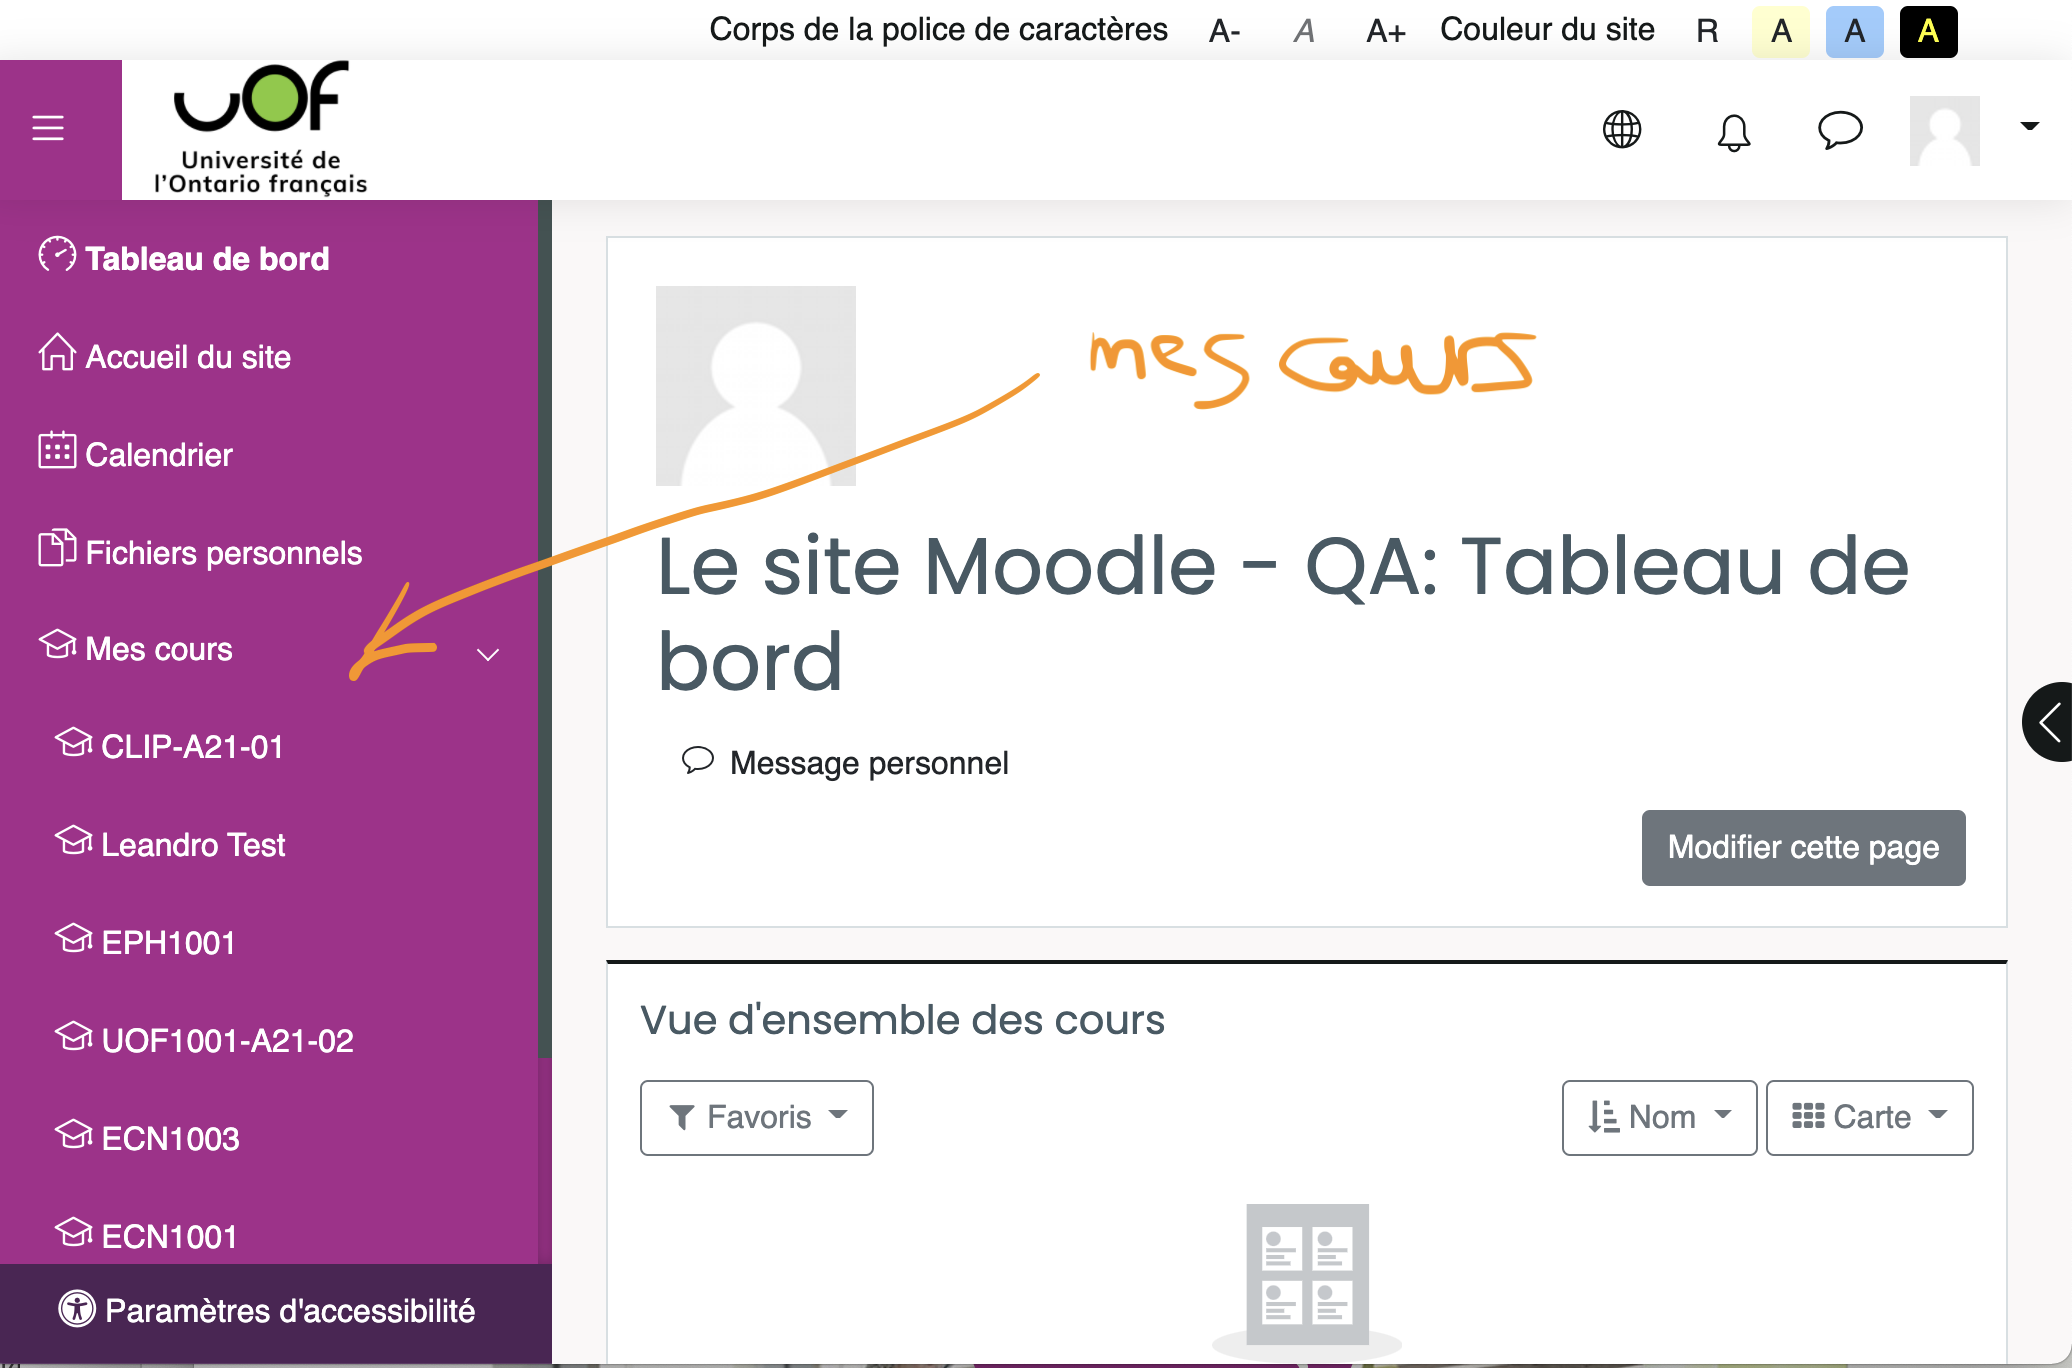 Corps de la police de caractères A- A A+ Couleur du site R A A A
UOF
Université de
l'Ontario français
Tableau de bord
Accueil du site
Calendrier
Fichiers personnels
Mes cours
CLIP-A21-01
Leandro Test
EPH1001
UOF1001-A21-02
ECN1003
ECN1001
Paramètres d'accessibilité
mes cours
Le site Moodle - QA: Tableau de
bord
Message personnel
Modifier cette page
Vue d'ensemble des cours
Favoris Nom Carte